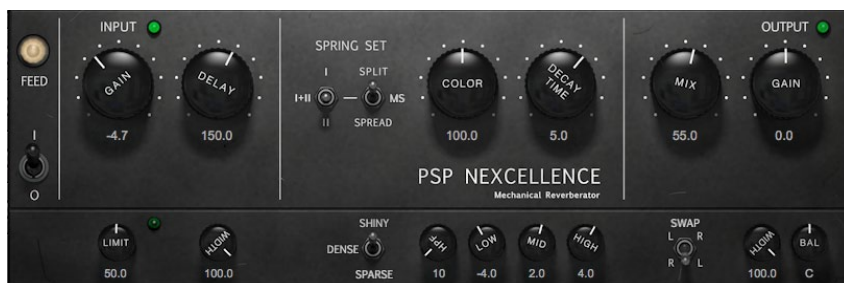 INPUT
OUTPUT
FEED
GAIN
-4.7
DELAY
150.0
SPRING SET
I
I+II
II
SPLIT
MS
SPREAD
COLOR
100.0
DECAY
TIME
5.0
MIX
55.0
GAIN
0.0
I
O
PSP NEXCELLENCE
Mechanical Reverberator
LIMIT
50.0
WIDTH
100.0
SHINY
DENSE
SPARSE
HPF
10
LOW
-4.0
MID
2.0
HIGH
4.0
SWAP
L R
R L
WIDTH
100.0
BAL
C